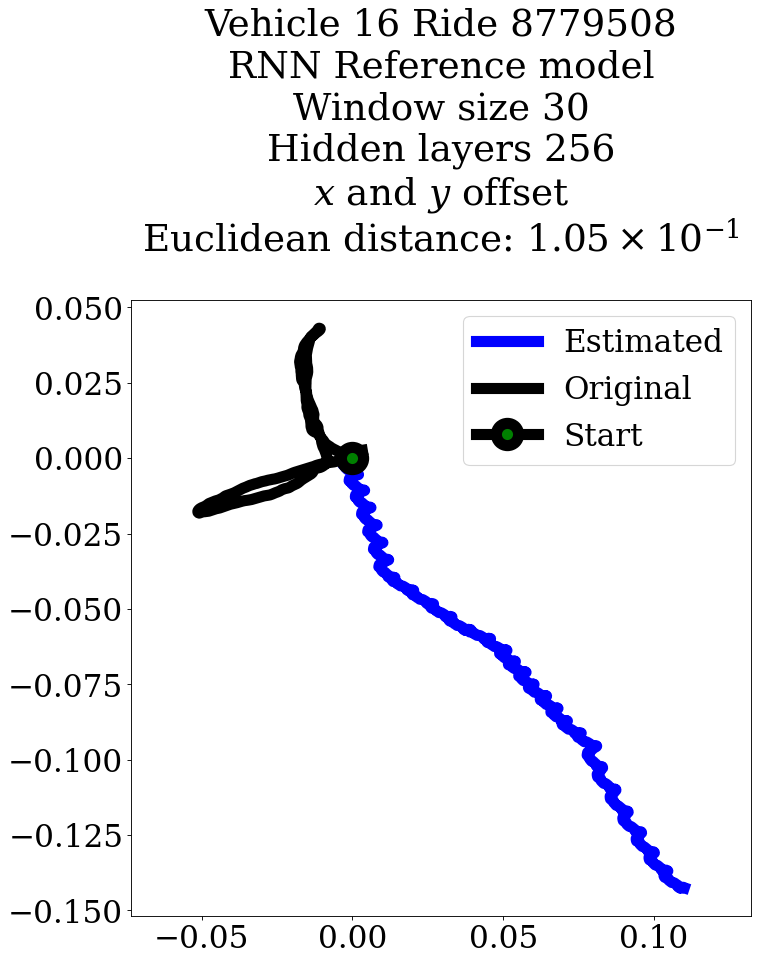 Vehicle 16 Ride 8779508
RNN Reference model
Window size 30
Hidden layers 256
x and y offset
Euclidean distance: 1.05 × 10⁻¹
0.050
0.025
0.000
−0.025
−0.050
−0.075
−0.100
−0.125
−0.150
Estimated
Original
Start
−0.05 0.00 0.05 0.10